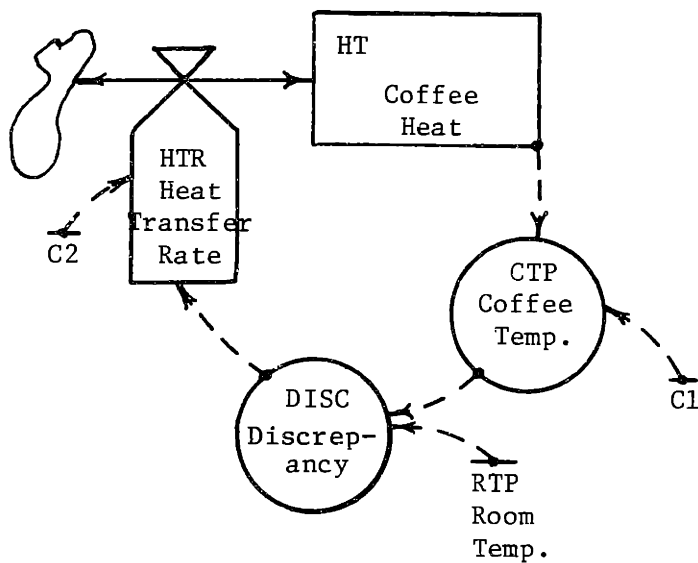 HT
Coffee
Heat
HTR
Heat
Transfer
Rate
C2
CTP
Coffee
Temp.
C1
DISC
Discrep-
ancy
RTP
Room
Temp.